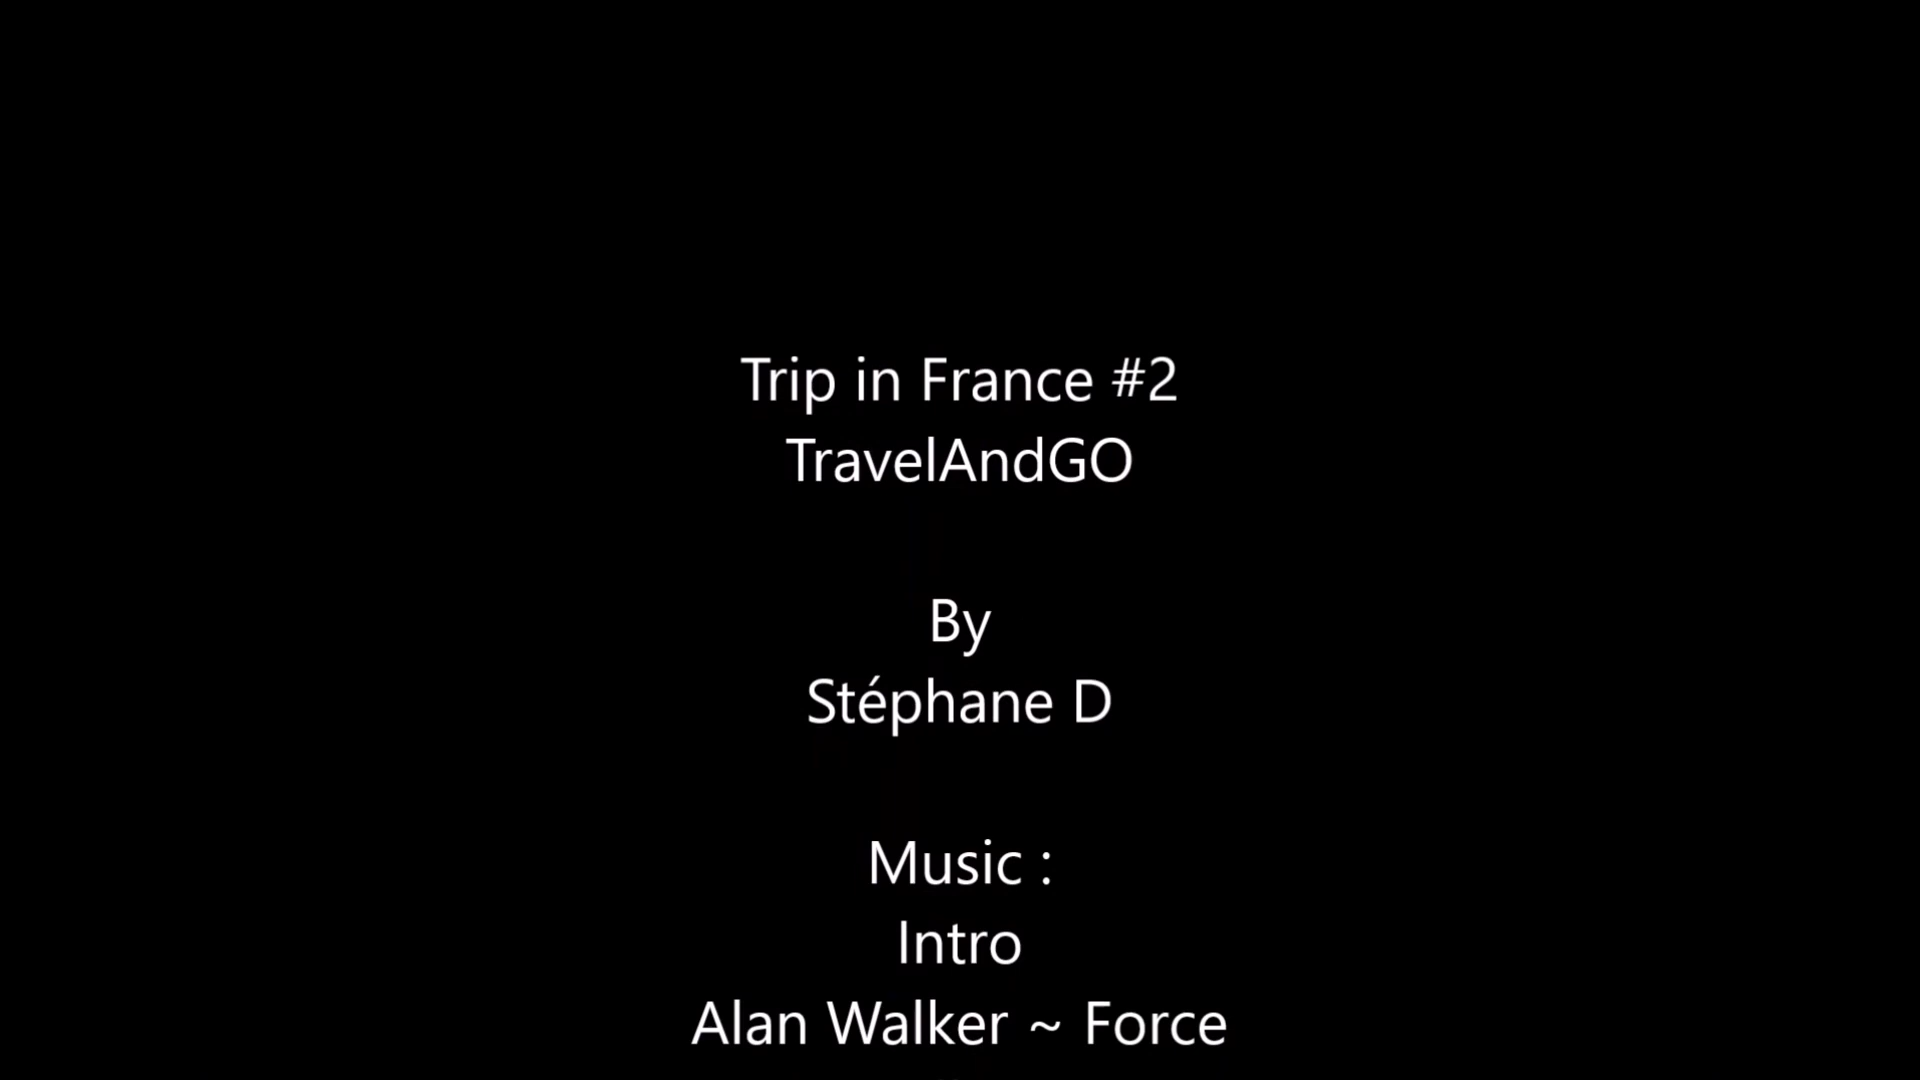 Trip in France #2
TravelAndGO
By
Stéphane D
Music :
Intro
Alan Walker ~ Force